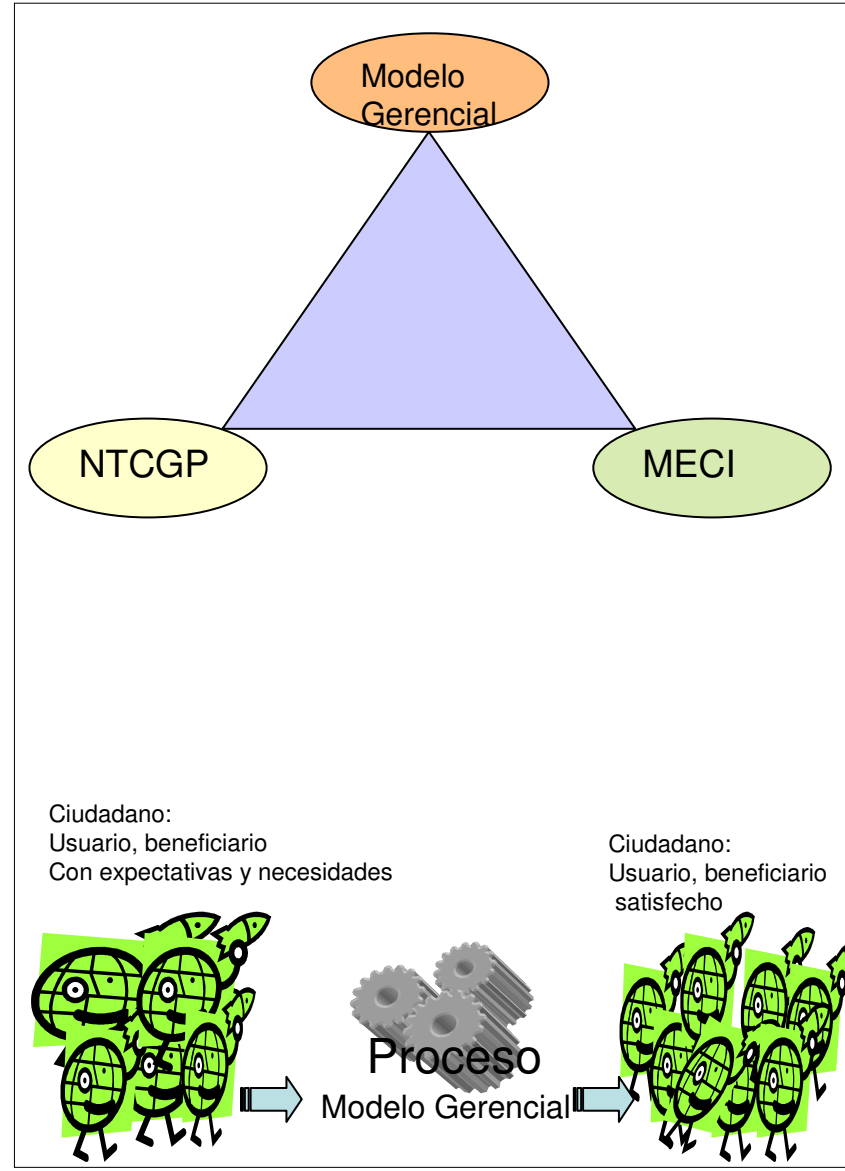 Modelo
Gerencial
NTCGP
MECI
Ciudadano:
Usuario, beneficiario
Con expectativas y necesidades
Ciudadano:
Usuario, beneficiario
satisfecho
Proceso
Modelo Gerencial